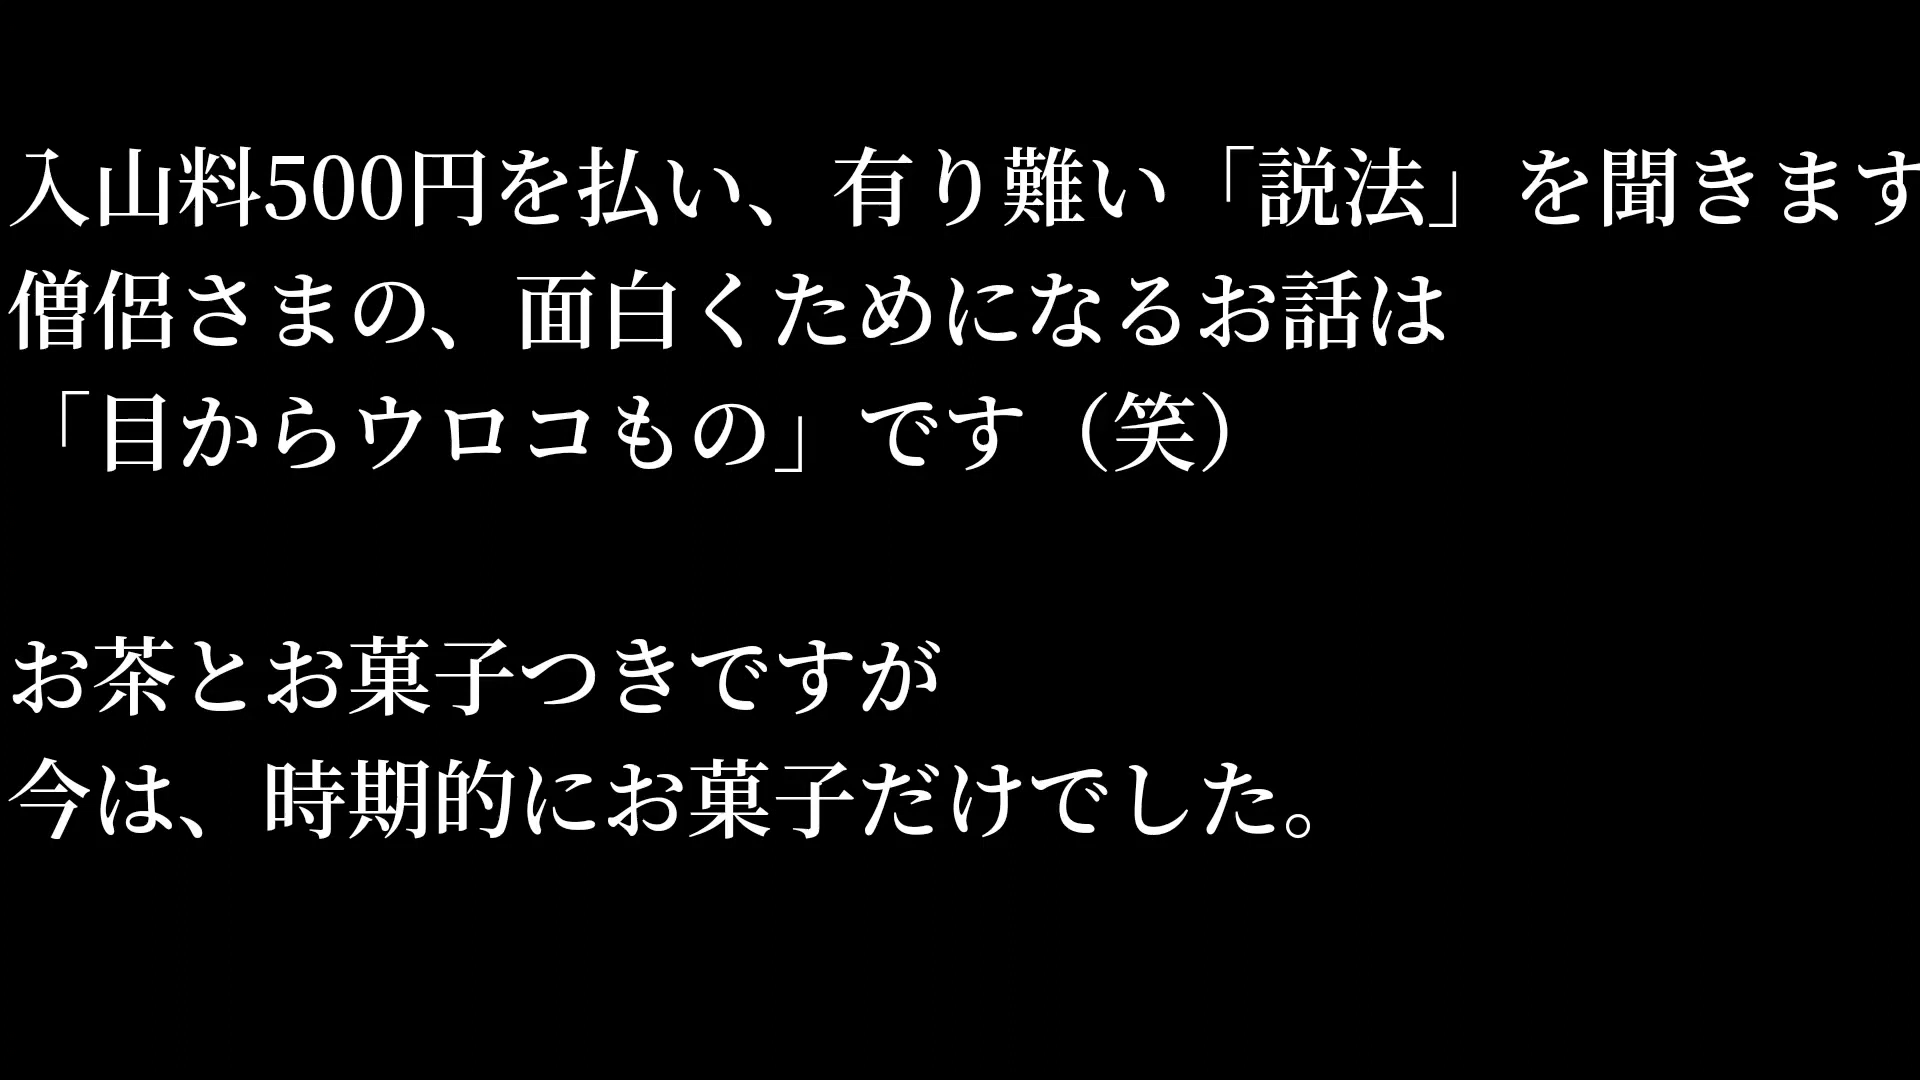 入山料500円を払い、有り難い「説法」を聞きます
僧侶さまの、面白くためになるお話は
「目からウロコもの」です（笑）
お茶とお菓子つきですが
今は、時期的にお菓子だけでした。